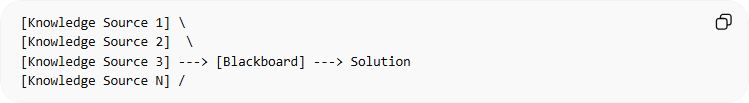 [Knowledge Source 1] \
[Knowledge Source 2]  \
[Knowledge Source 3] ---> [Blackboard] ---> Solution
[Knowledge Source N] /